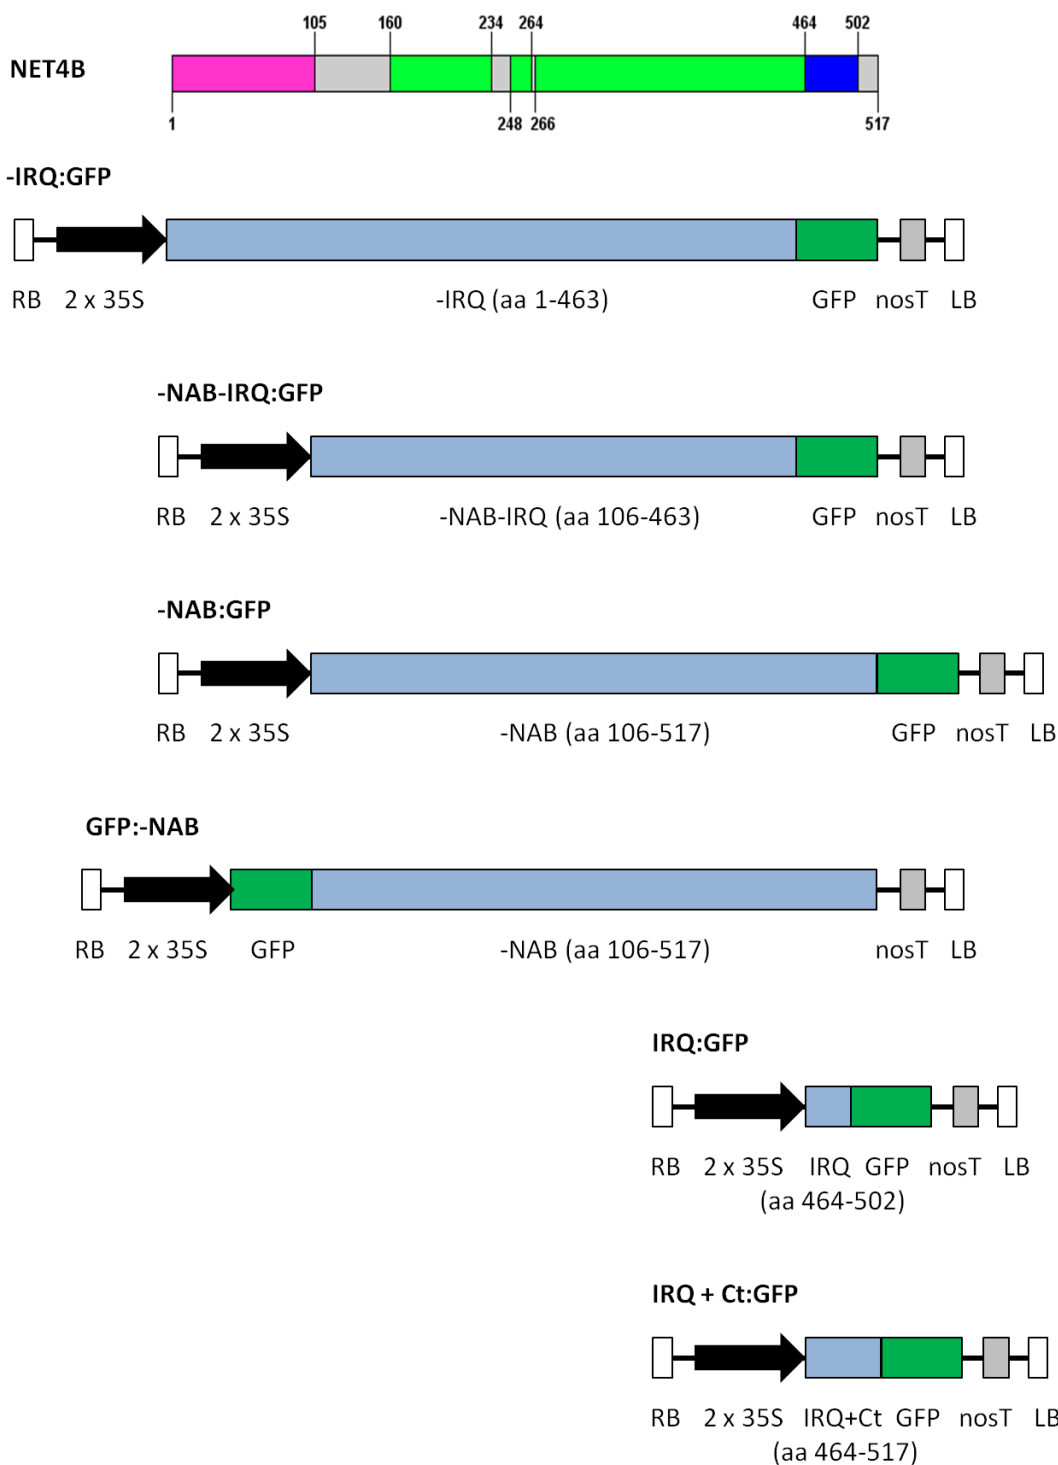 105 160 234 264 464 502
NET4B
1 248 266 517
-IRQ:GFP
RB 2 x 35S -IRQ (aa 1-463) GFP nosT LB
-NAB-IRQ:GFP
RB 2 x 35S -NAB-IRQ (aa 106-463) GFP nosT LB
-NAB:GFP
RB 2 x 35S -NAB (aa 106-517) GFP nosT LB
GFP:-NAB
RB 2 x 35S GFP -NAB (aa 106-517) nosT LB
IRQ:GFP
RB 2 x 35S IRQ GFP nosT LB
(aa 464-502)
IRQ + Ct:GFP
RB 2 x 35S IRQ+Ct GFP nosT LB
(aa 464-517)